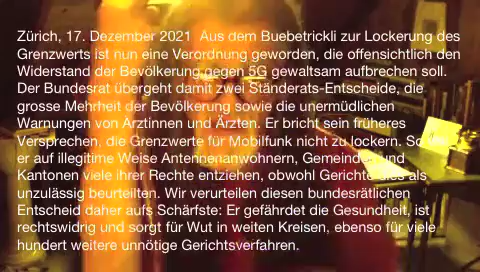 Zürich, 17. Dezember 2021  Aus dem Buebetrickli zur Lockerung des
Grenzwerts ist nun eine Verordnung geworden, die offensichtlich den
Widerstand der Bevölkerung gegen 5G gewaltsam aufbrechen soll.
Der Bundesrat übergeht damit zwei Ständerats-Entscheide, die
grosse Mehrheit der Bevölkerung sowie die unermüdlichen
Warnungen von Ärztinnen und Ärzten. Er bricht sein früheres
Versprechen, die Grenzwerte für Mobilfunk nicht zu lockern. So
er auf illegitime Weise Antennenanwohnern, Gemeinden und
Kantonen viele ihrer Rechte entziehen, obwohl Gerichte dies als
unzulässig beurteilten. Wir verurteilen diesen bundesrätlichen
Entscheid daher aufs Schärfste: Er gefährdet die Gesundheit, ist
rechtswidrig und sorgt für Wut in weiten Kreisen, ebenso für viele
hundert weitere unnötige Gerichtsverfahren.